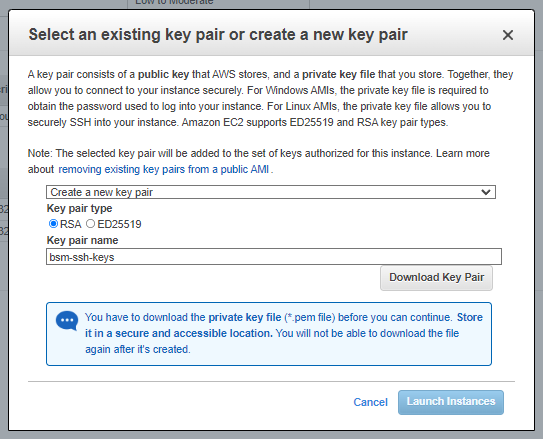 Low to Moderate
Select an existing key pair or create a new key pair
A key pair consists of a public key that AWS stores, and a private key file that you store. Together, they
allow you to connect to your instance securely. For Windows AMIs, the private key file is required to
obtain the password used to log into your instance. For Linux AMIs, the private key file allows you to
securely SSH into your instance. Amazon EC2 supports ED25519 and RSA key pair types.
Note: The selected key pair will be added to the set of keys authorized for this instance. Learn more
about removing existing key pairs from a public AMI .
Create a new key pair
Key pair type
RSA ED25519
Key pair name
bsm-ssh-keys
Download Key Pair
You have to download the private key file (*.pem file) before you can continue. Store
it in a secure and accessible location. You will not be able to download the file
again after it's created.
Cancel Launch Instances